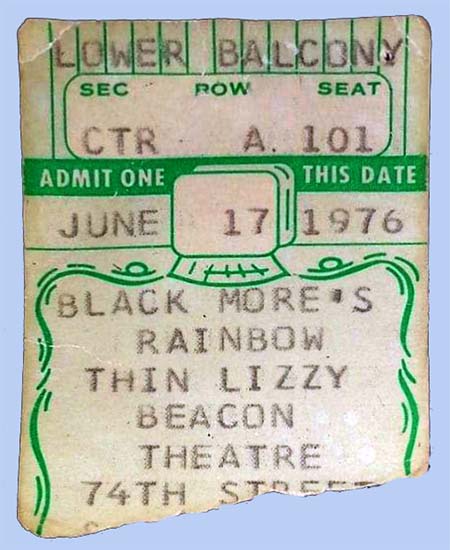 LOWER BALCONY
SEC ROW SEAT
CTR A. 101
ADMIT ONE THIS DATE
JUNE 17 1976
BLACK MORE'S
RAINBOW
THIN LIZZY
BEACON
THEATRE
74TH STREET